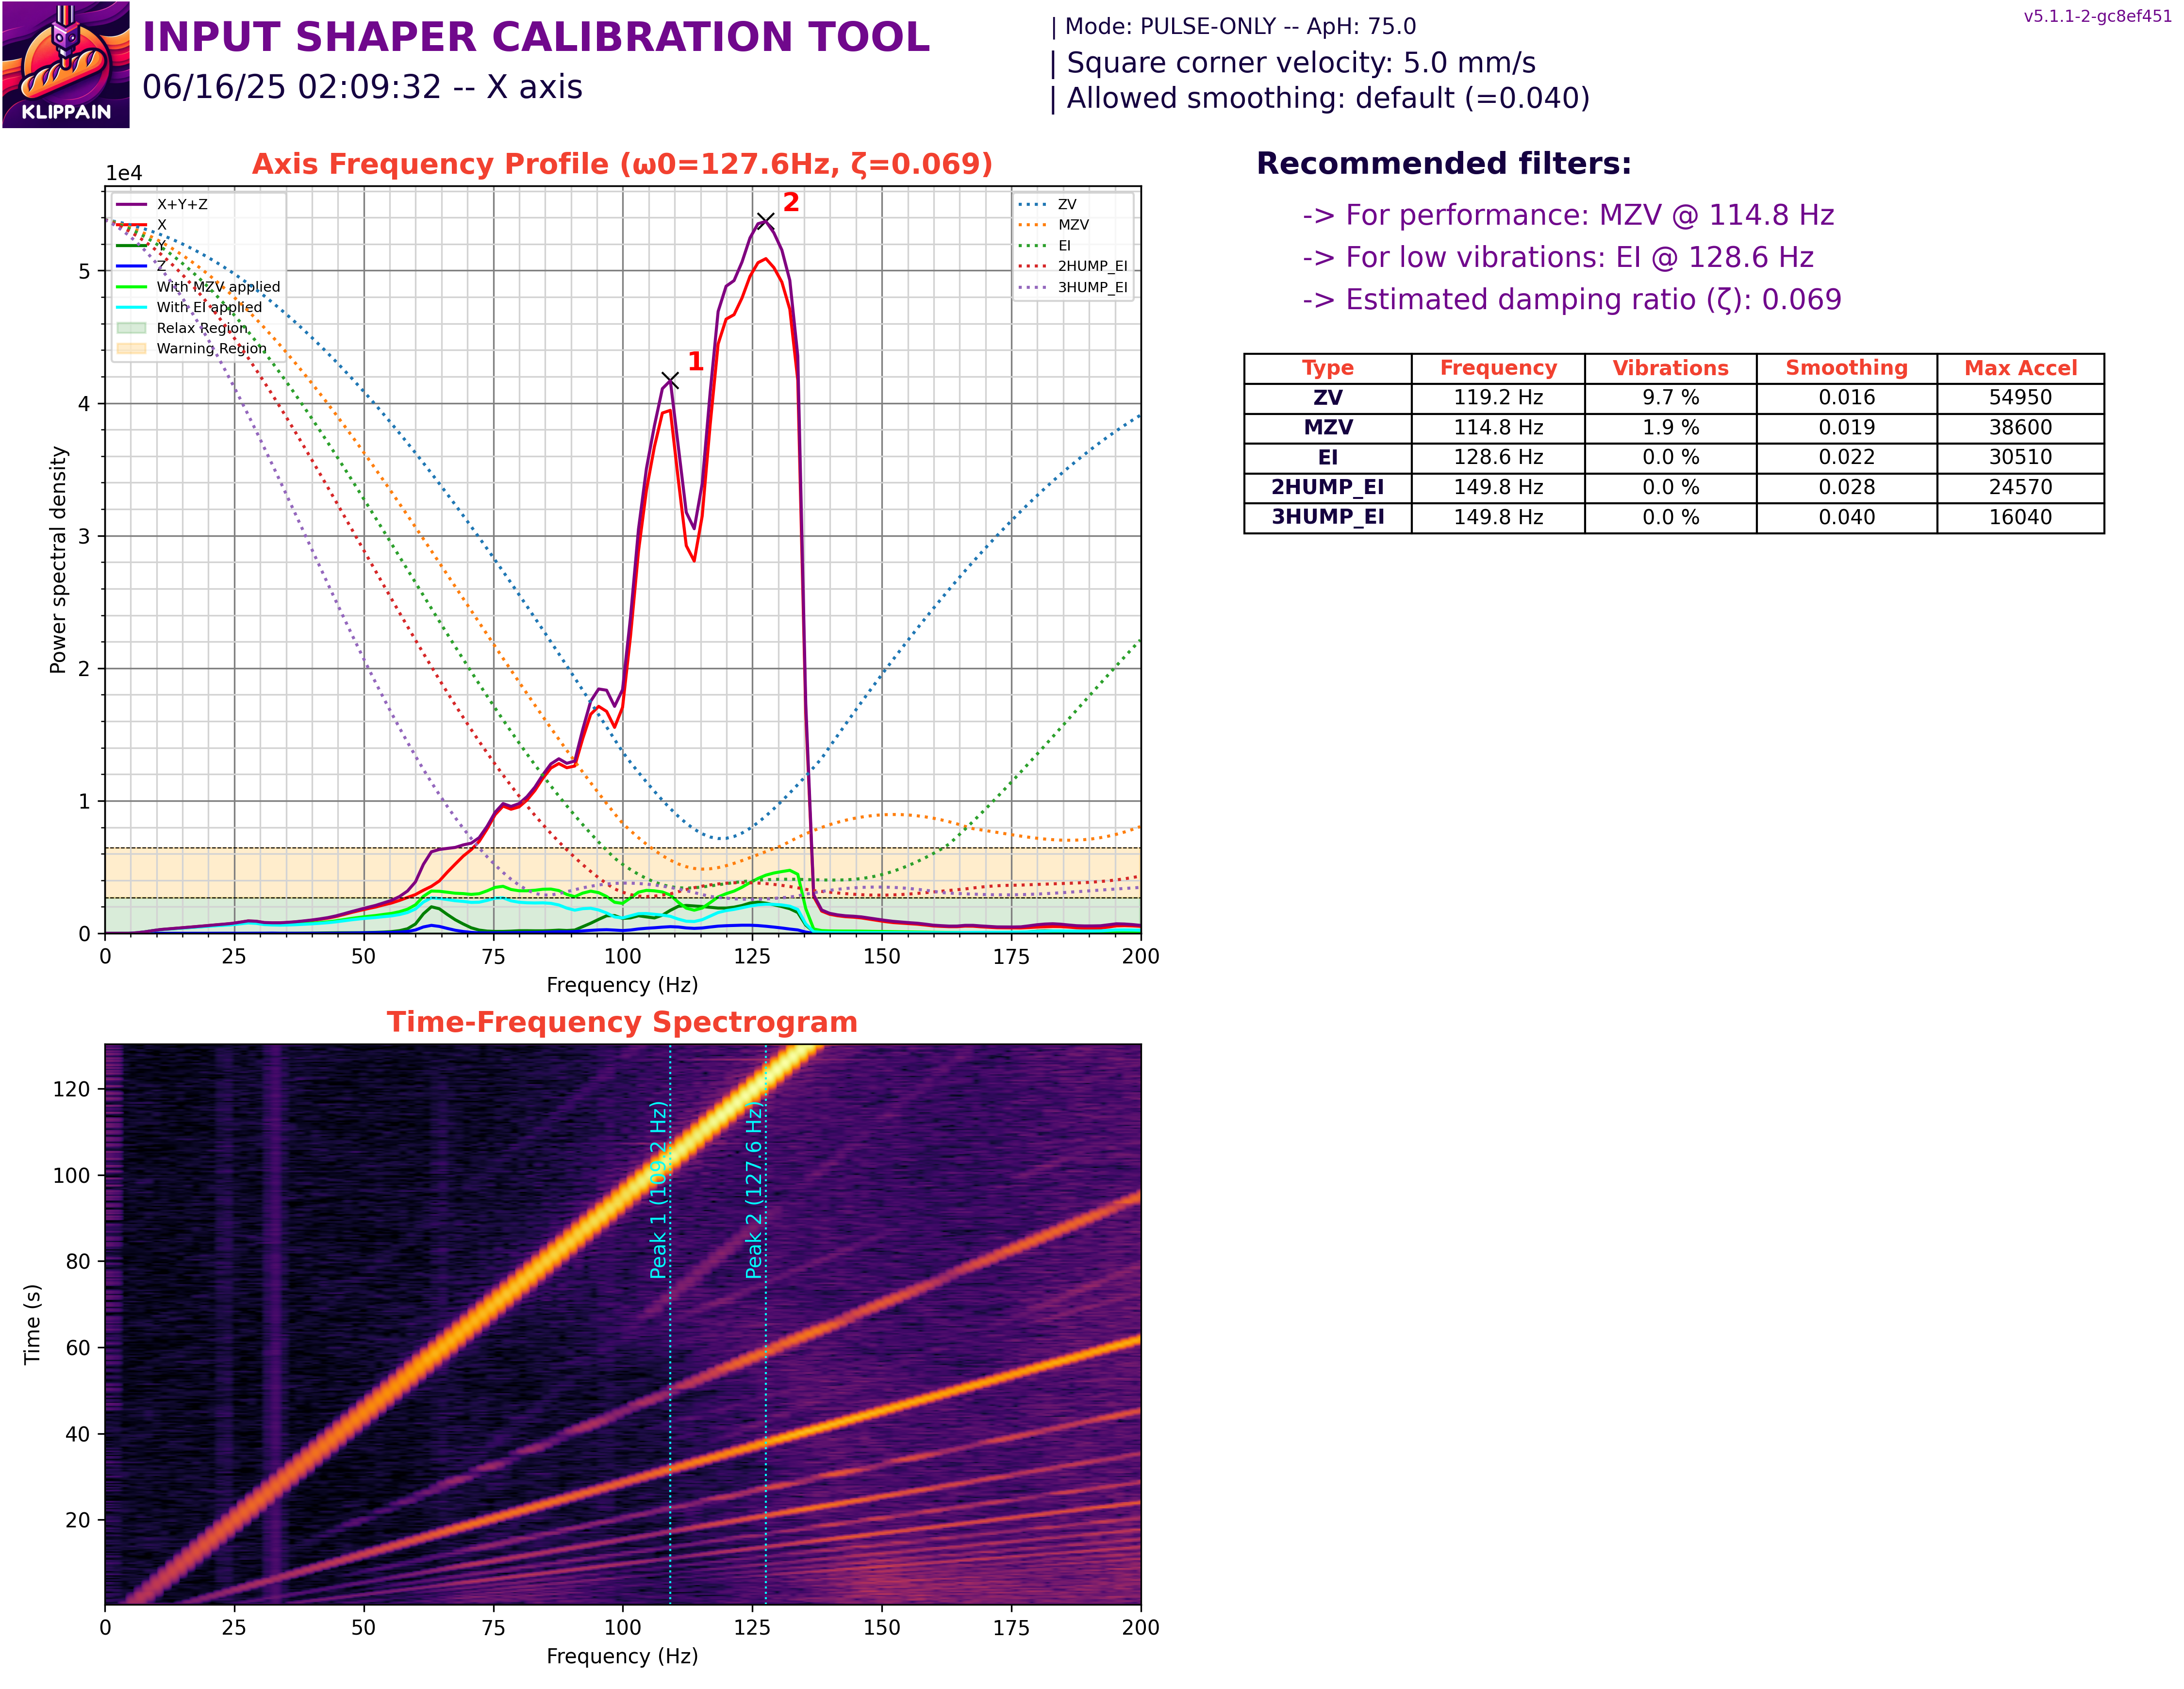 KLIPPAIN
INPUT SHAPER CALIBRATION TOOL
06/16/25 02:09:32 -- X axis
| Mode: PULSE-ONLY -- ApH: 75.0
| Square corner velocity: 5.0 mm/s
| Allowed smoothing: default (=0.040)
v5.1.1-2-gc8ef451
Axis Frequency Profile (ω0=127.6Hz, ζ=0.069)
1e4
X+Y+Z
X
Y
Z
With MZV applied
With EI applied
Relax Region
Warning Region
ZV
MZV
EI
2HUMP_EI
3HUMP_EI
1
2
Power spectral density
5
4
3
2
1
0
0 25 50 75 100 125 150 175 200
Frequency (Hz)
Recommended filters:
-> For performance: MZV @ 114.8 Hz
-> For low vibrations: EI @ 128.6 Hz
-> Estimated damping ratio (ζ): 0.069
Type Frequency Vibrations Smoothing Max Accel
ZV 119.2 Hz 9.7 % 0.016 54950
MZV 114.8 Hz 1.9 % 0.019 38600
EI 128.6 Hz 0.0 % 0.022 30510
2HUMP_EI 149.8 Hz 0.0 % 0.028 24570
3HUMP_EI 149.8 Hz 0.0 % 0.040 16040
Time-Frequency Spectrogram
Time (s)
120
100
80
60
40
20
Peak 1 (109.2 Hz)
Peak 2 (127.6 Hz)
0 25 50 75 100 125 150 175 200
Frequency (Hz)